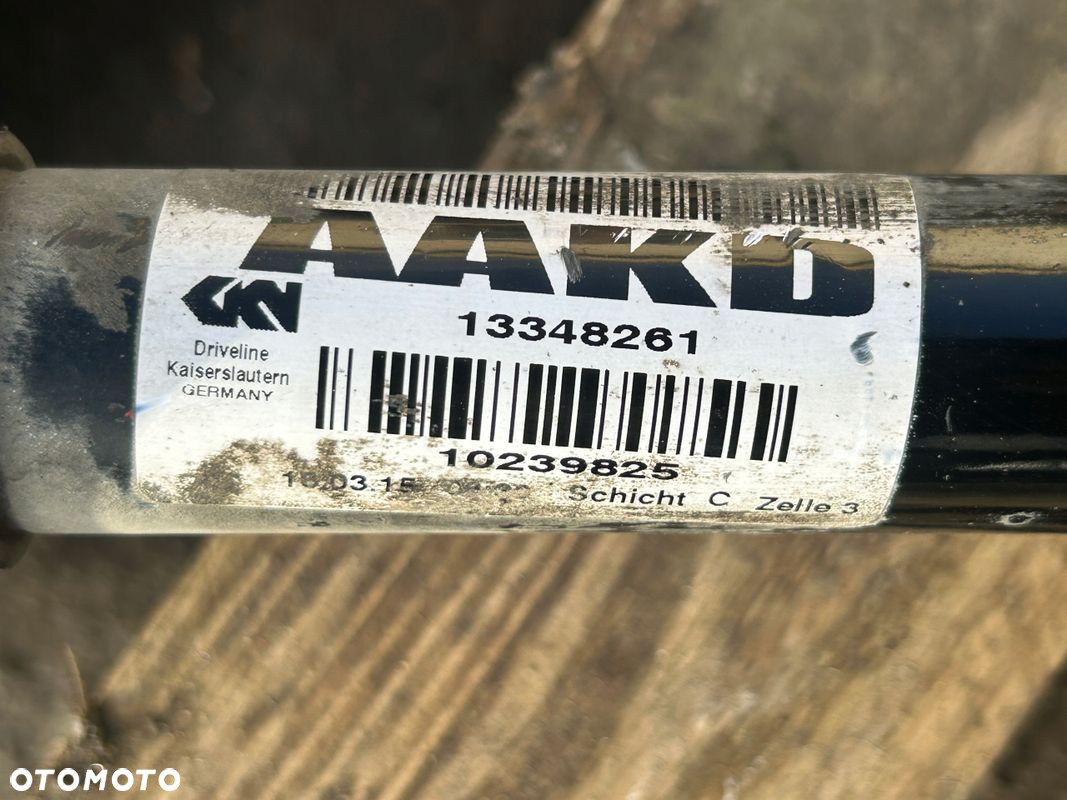 AAKD
GKN
13348261
Driveline
Kaiserslautern
GERMANY
10239825
Schicht C Zelle 3
OTOMOTO